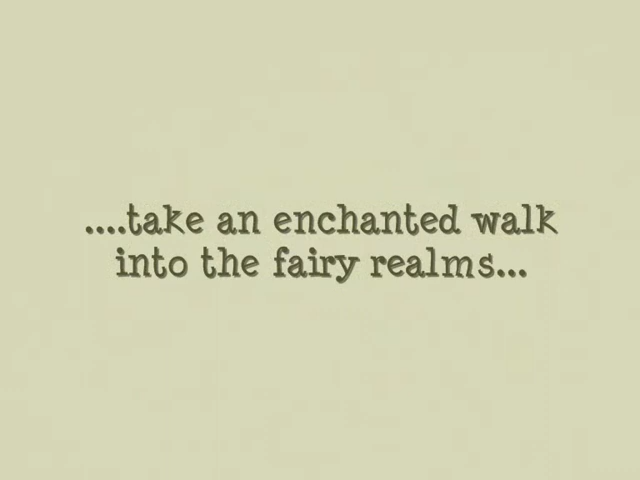 ....take an enchanted walk
into the fairy realms...